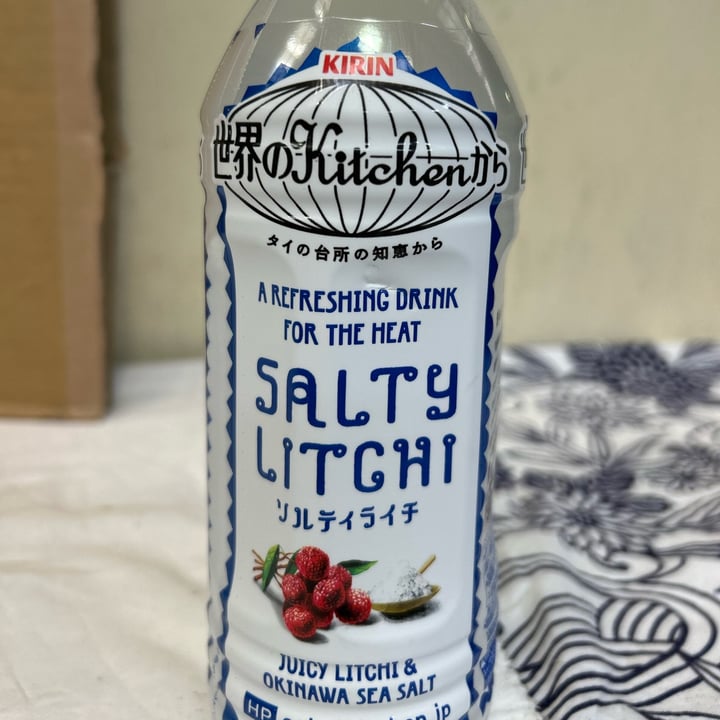 KIRIN
世界のKitchenから
タイの台所の知恵から
A REFRESHING DRINK
FOR THE HEAT
SALTY
LITCHI
ソルティライチ
JUICY LITCHI &
OKINAWA SEA SALT
HP